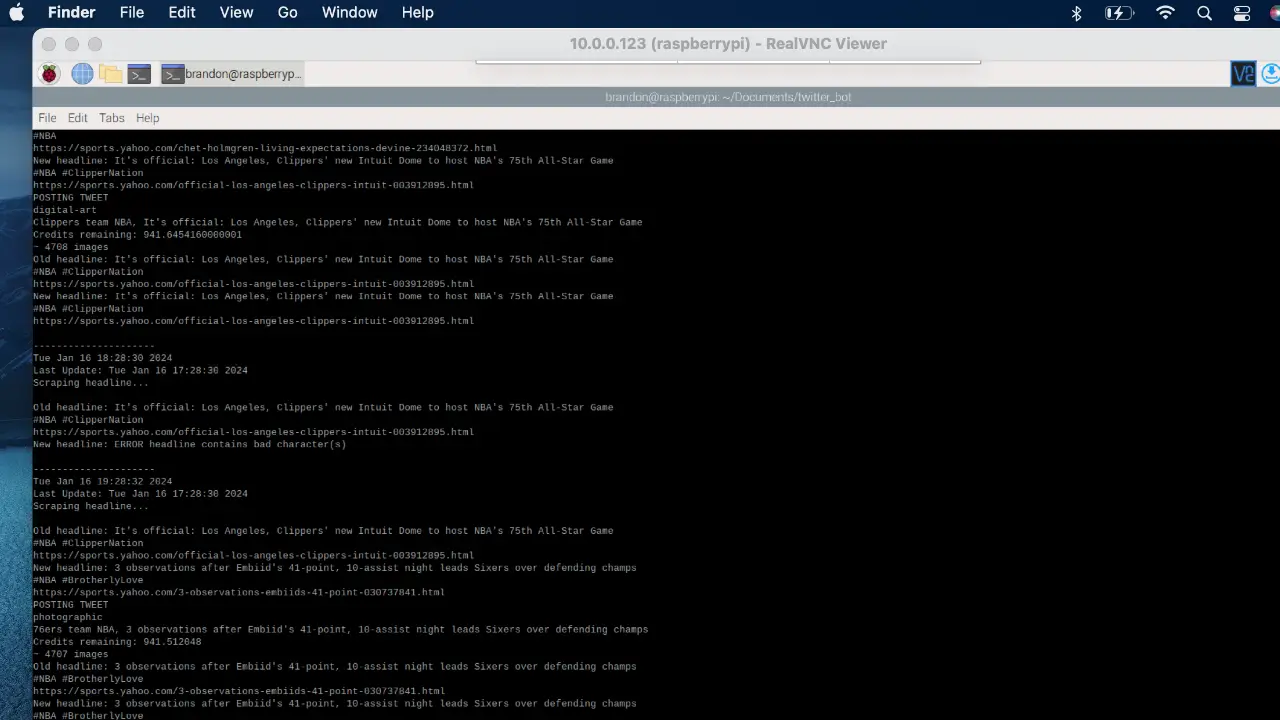 Finder File Edit View Go Window Help
10.0.0.123 (raspberrypi) - RealVNC Viewer
brandon@raspberryp...
brandon@raspberrypi: ~/Documents/twitter_bot
File Edit Tabs Help
#NBA
https://sports.yahoo.com/chet-holmgren-living-expectations-devine-234048372.html
New headline: It's official: Los Angeles, Clippers' new Intuit Dome to host NBA's 75th All-Star Game
#NBA #ClipperNation
https://sports.yahoo.com/official-los-angeles-clippers-intuit-003912895.html
POSTING TWEET
digital-art
Clippers team NBA, It's official: Los Angeles, Clippers' new Intuit Dome to host NBA's 75th All-Star Game
Credits remaining: 941.6454160000001
~ 4708 images
Old headline: It's official: Los Angeles, Clippers' new Intuit Dome to host NBA's 75th All-Star Game
#NBA #ClipperNation
https://sports.yahoo.com/official-los-angeles-clippers-intuit-003912895.html
New headline: It's official: Los Angeles, Clippers' new Intuit Dome to host NBA's 75th All-Star Game
#NBA #ClipperNation
https://sports.yahoo.com/official-los-angeles-clippers-intuit-003912895.html
---------------------
Tue Jan 16 18:28:30 2024
Last Update: Tue Jan 16 17:28:30 2024
Scraping headline...
Old headline: It's official: Los Angeles, Clippers' new Intuit Dome to host NBA's 75th All-Star Game
#NBA #ClipperNation
https://sports.yahoo.com/official-los-angeles-clippers-intuit-003912895.html
New headline: ERROR headline contains bad character(s)
---------------------
Tue Jan 16 19:28:32 2024
Last Update: Tue Jan 16 17:28:30 2024
Scraping headline...
Old headline: It's official: Los Angeles, Clippers' new Intuit Dome to host NBA's 75th All-Star Game
#NBA #ClipperNation
https://sports.yahoo.com/official-los-angeles-clippers-intuit-003912895.html
New headline: 3 observations after Embiid's 41-point, 10-assist night leads Sixers over defending champs
#NBA #BrotherlyLove
https://sports.yahoo.com/3-observations-embiids-41-point-030737841.html
POSTING TWEET
photographic
76ers team NBA, 3 observations after Embiid's 41-point, 10-assist night leads Sixers over defending champs
Credits remaining: 941.512048
~ 4707 images
Old headline: 3 observations after Embiid's 41-point, 10-assist night leads Sixers over defending champs
#NBA #BrotherlyLove
https://sports.yahoo.com/3-observations-embiids-41-point-030737841.html
New headline: 3 observations after Embiid's 41-point, 10-assist night leads Sixers over defending champs
#NBA #BrotherlyLove